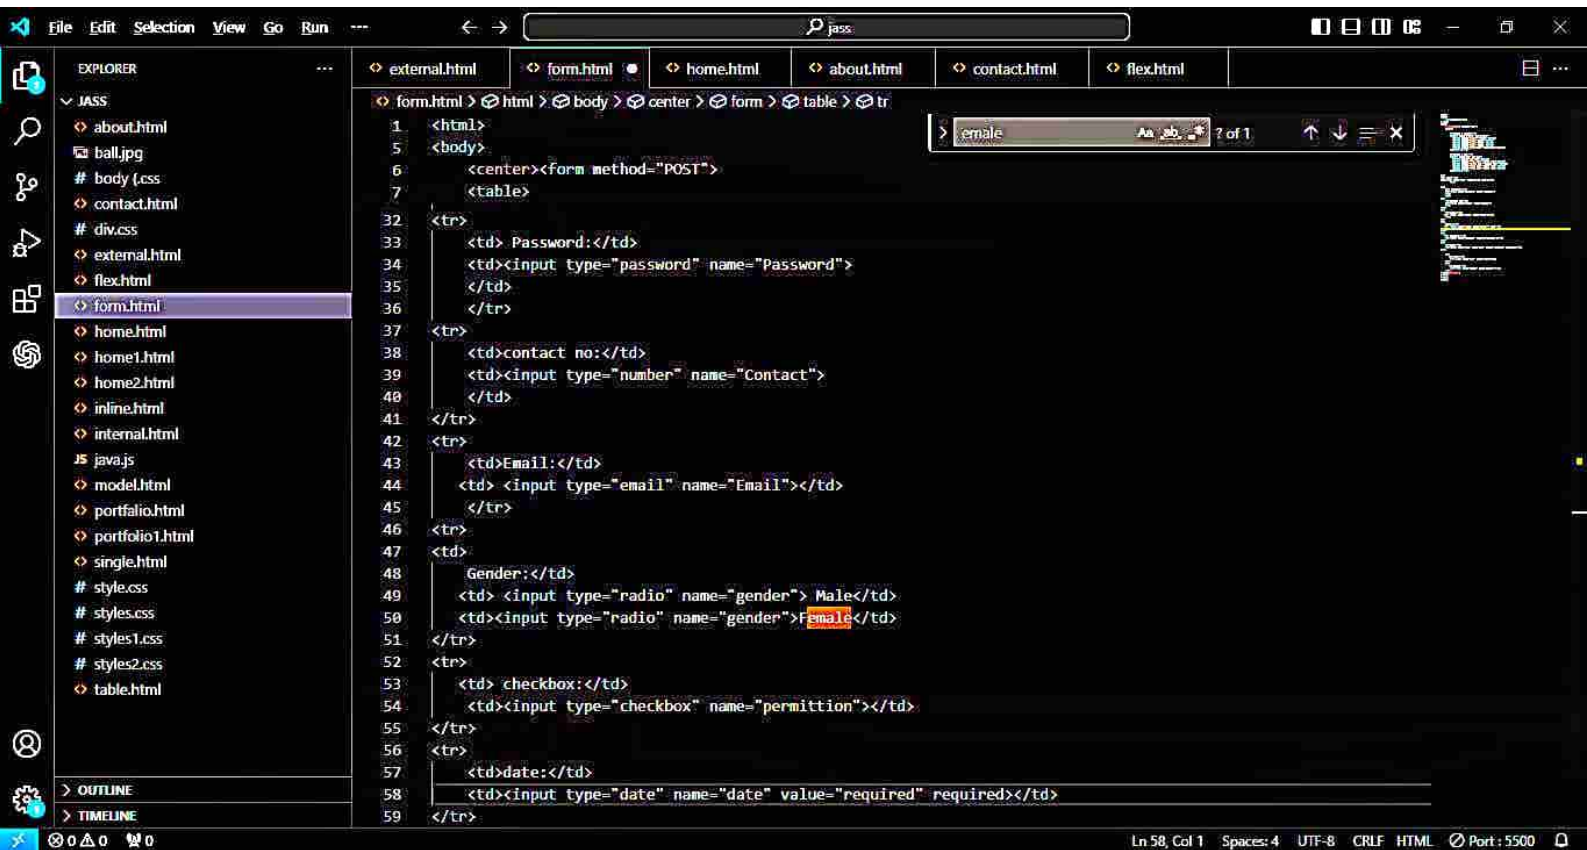 File Edit Selection View Go Run ··· jass
EXPLORER ···
JASS
about.html
ball.jpg
# body {.css
contact.html
# div.css
external.html
flex.html
form.html
home.html
home1.html
home2.html
inline.html
internal.html
JS java.js
model.html
portfalio.html
portfolio1.html
single.html
# style.css
# styles.css
# styles1.css
# styles2.css
table.html
> OUTLINE
> TIMELINE
<> external.html <> form.html ● <> home.html <> about.html <> contact.html <> flex.html ···
<> form.html > html > body > center > form > table > tr
emale Aa ab .* ? of 1
1 <html>
5 <body>
6 <center><form method="POST">
7 <table>
32 <tr>
33 <td> Password:</td>
34 <td><input type="password" name="Password">
35 </td>
36 </tr>
37 <tr>
38 <td>contact no:</td>
39 <td><input type="number" name="Contact">
40 </td>
41 </tr>
42 <tr>
43 <td>Email:</td>
44 <td> <input type="email" name="Email"></td>
45 </tr>
46 <tr>
47 <td>
48 Gender:</td>
49 <td> <input type="radio" name="gender"> Male</td>
50 <td><input type="radio" name="gender">Female</td>
51 </tr>
52 <tr>
53 <td> checkbox:</td>
54 <td><input type="checkbox" name="permittion"></td>
55 </tr>
56 <tr>
57 <td>date:</td>
58 <td><input type="date" name="date" value="required" required></td>
59 </tr>
0 0 0 Ln 58, Col 1 Spaces: 4 UTF-8 CRLF HTML Port : 5500